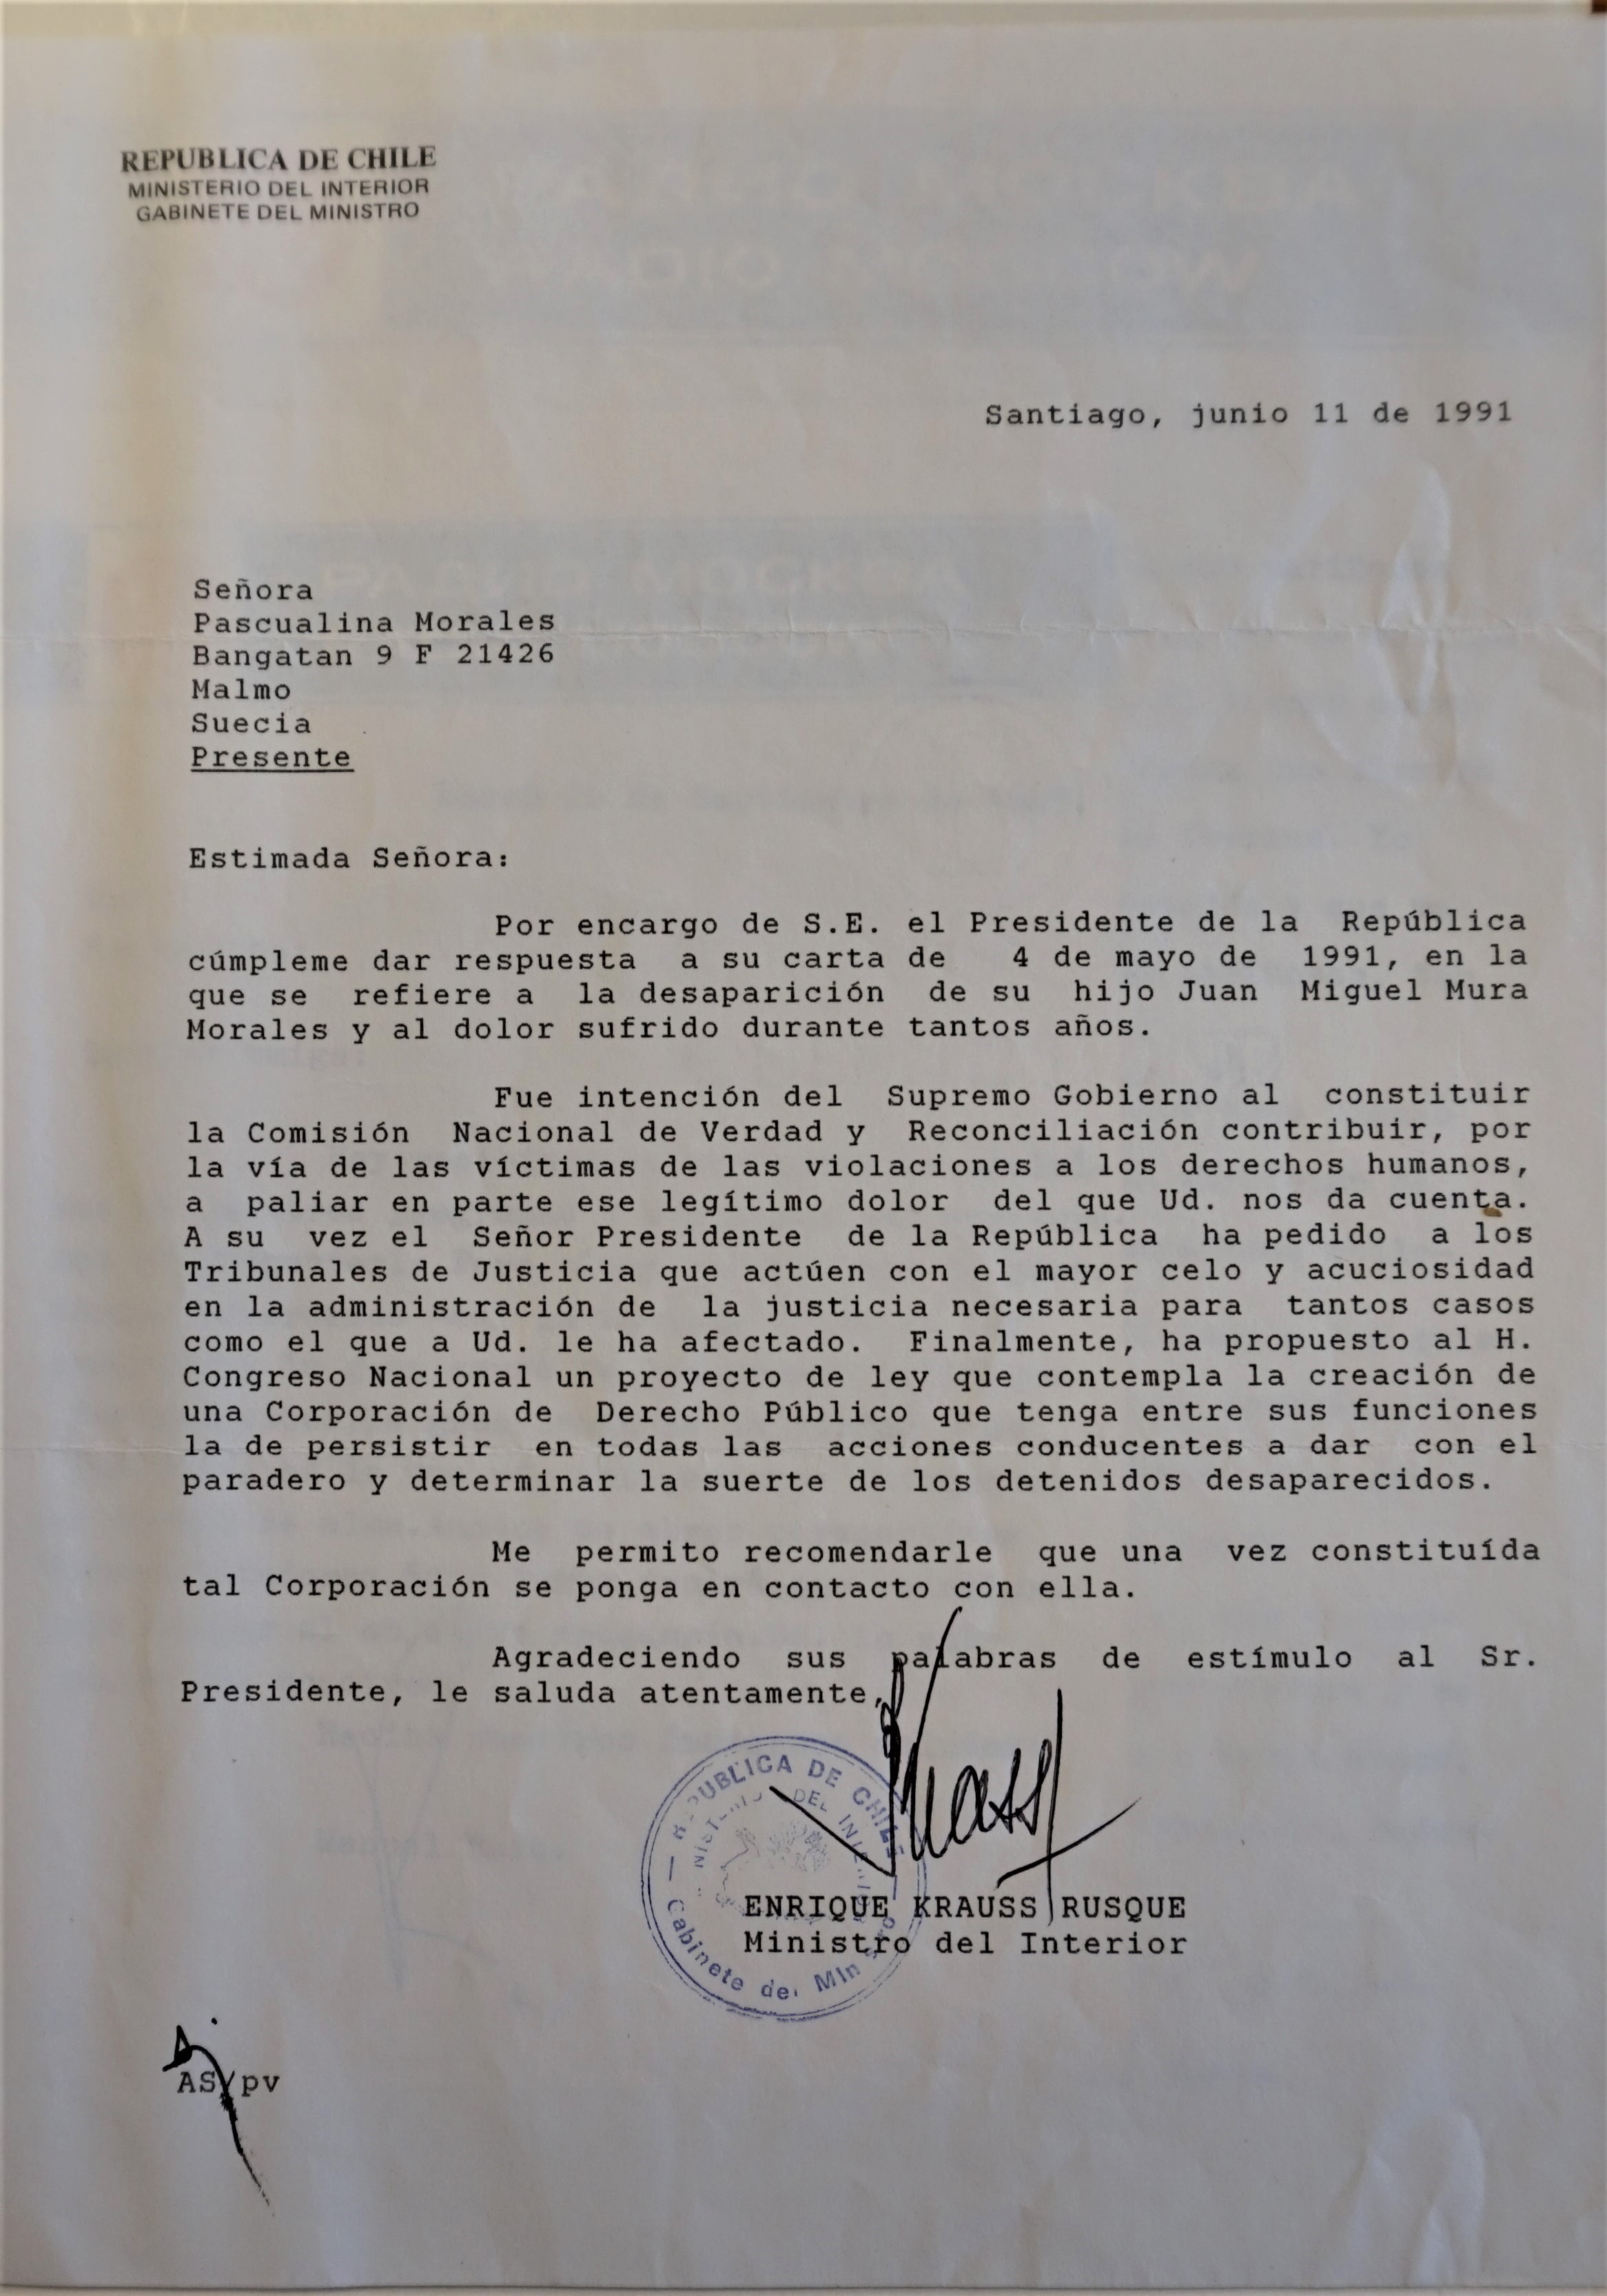 REPUBLICA DE CHILE
MINISTERIO DEL INTERIOR
GABINETE DEL MINISTRO
Santiago, junio 11 de 1991
Señora
Pascualina Morales
Bangatan 9 F 21426
Malmo
Suecia
Presente
Estimada Señora:
Por encargo de S.E. el Presidente de la República
cúmpleme dar respuesta a su carta de 4 de mayo de 1991, en la
que se refiere a la desaparición de su hijo Juan Miguel Mura
Morales y al dolor sufrido durante tantos años.
Fue intención del Supremo Gobierno al constituir
la Comisión Nacional de Verdad y Reconciliación contribuir, por
la vía de las víctimas de las violaciones a los derechos humanos,
a paliar en parte ese legítimo dolor del que Ud. nos da cuenta.
A su vez el Señor Presidente de la República ha pedido a los
Tribunales de Justicia que actúen con el mayor celo y acuciosidad
en la administración de la justicia necesaria para tantos casos
como el que a Ud. le ha afectado. Finalmente, ha propuesto al H.
Congreso Nacional un proyecto de ley que contempla la creación de
una Corporación de Derecho Público que tenga entre sus funciones
la de persistir en todas las acciones conducentes a dar con el
paradero y determinar la suerte de los detenidos desaparecidos.
Me permito recomendarle que una vez constituída
tal Corporación se ponga en contacto con ella.
Agradeciendo sus palabras de estímulo al Sr.
Presidente, le saluda atentamente,
Krauss
REPUBLICA DE CHILE
MINISTERIO DEL INTERIOR
Gabinete del Ministro
ENRIQUE KRAUSS RUSQUE
Ministro del Interior
AS/pv